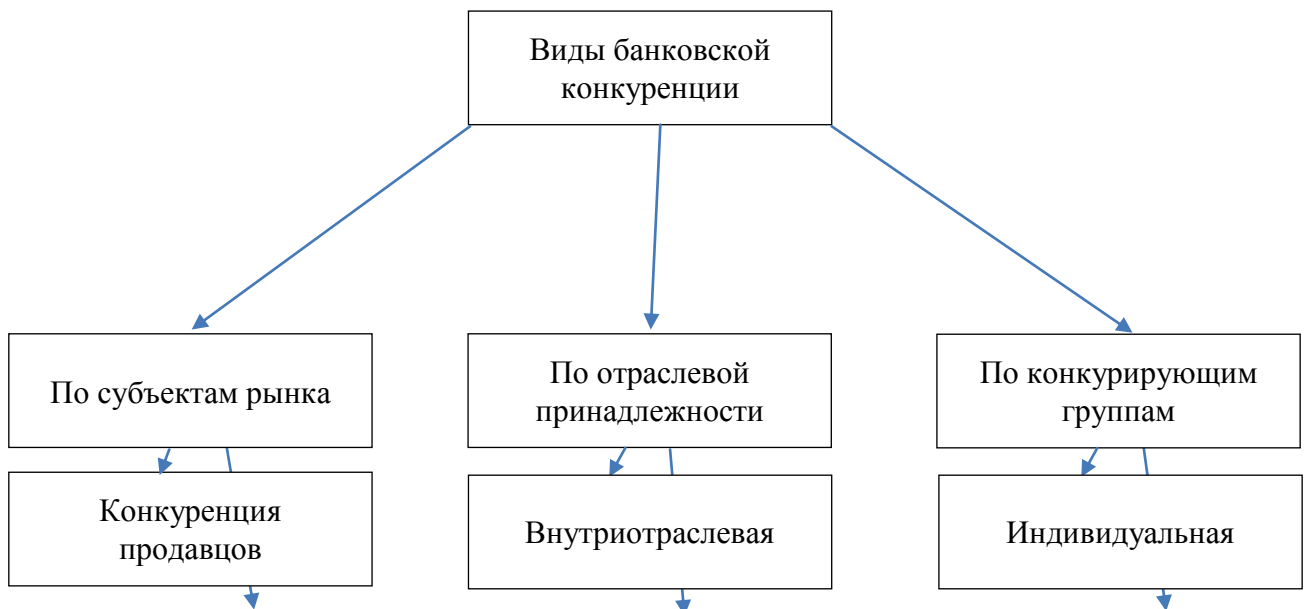 Виды банковской
конкуренции
По субъектам рынка
По отраслевой
принадлежности
По конкурирующим
группам
Конкуренция
продавцов
Внутриотраслевая
Индивидуальная